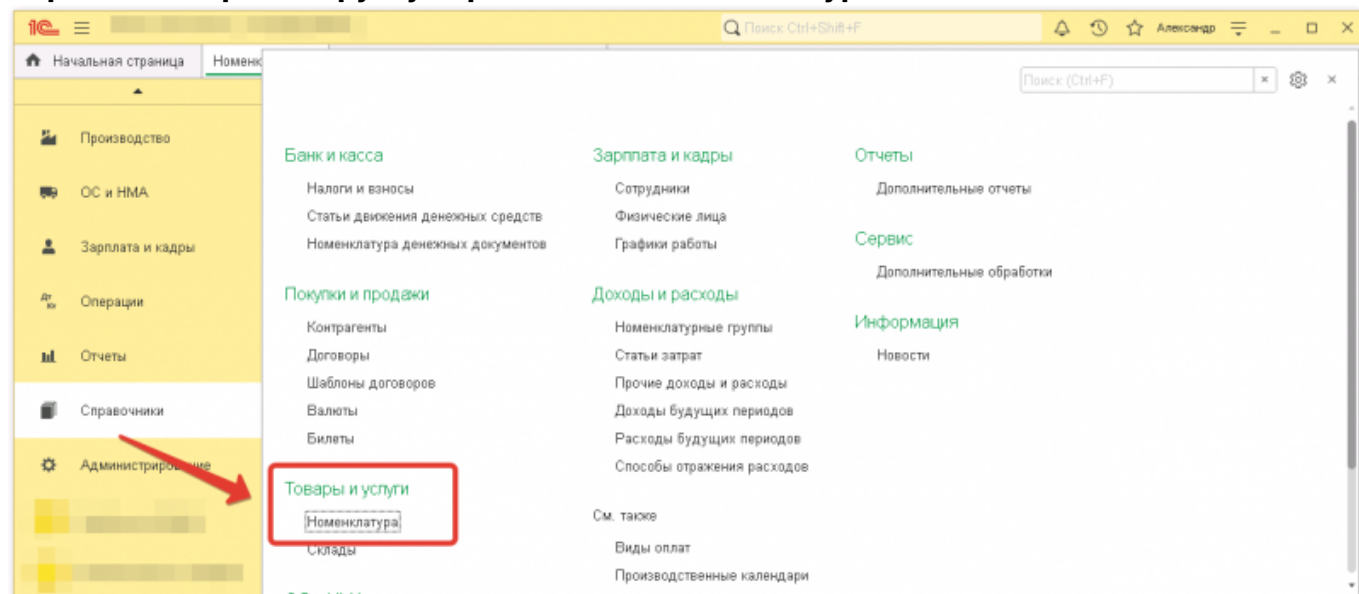 1С
Поиск Ctrl+Shift+F
Александр
Начальная страница
Номенк
Поиск (Ctrl+F)
Производство
ОС и НМА
Зарплата и кадры
Операции
Отчеты
Справочники
Администрирование
Банк и касса
Налоги и взносы
Статьи движения денежных средств
Номенклатура денежных документов
Покупки и продажи
Контрагенты
Договоры
Шаблоны договоров
Валюты
Билеты
Товары и услуги
Номенклатура
Склады
Зарплата и кадры
Сотрудники
Физические лица
Графики работы
Доходы и расходы
Номенклатурные группы
Статьи затрат
Прочие доходы и расходы
Доходы будущих периодов
Расходы будущих периодов
Способы отражения расходов
См. также
Виды оплат
Производственные календари
Отчеты
Дополнительные отчеты
Сервис
Дополнительные обработки
Информация
Новости